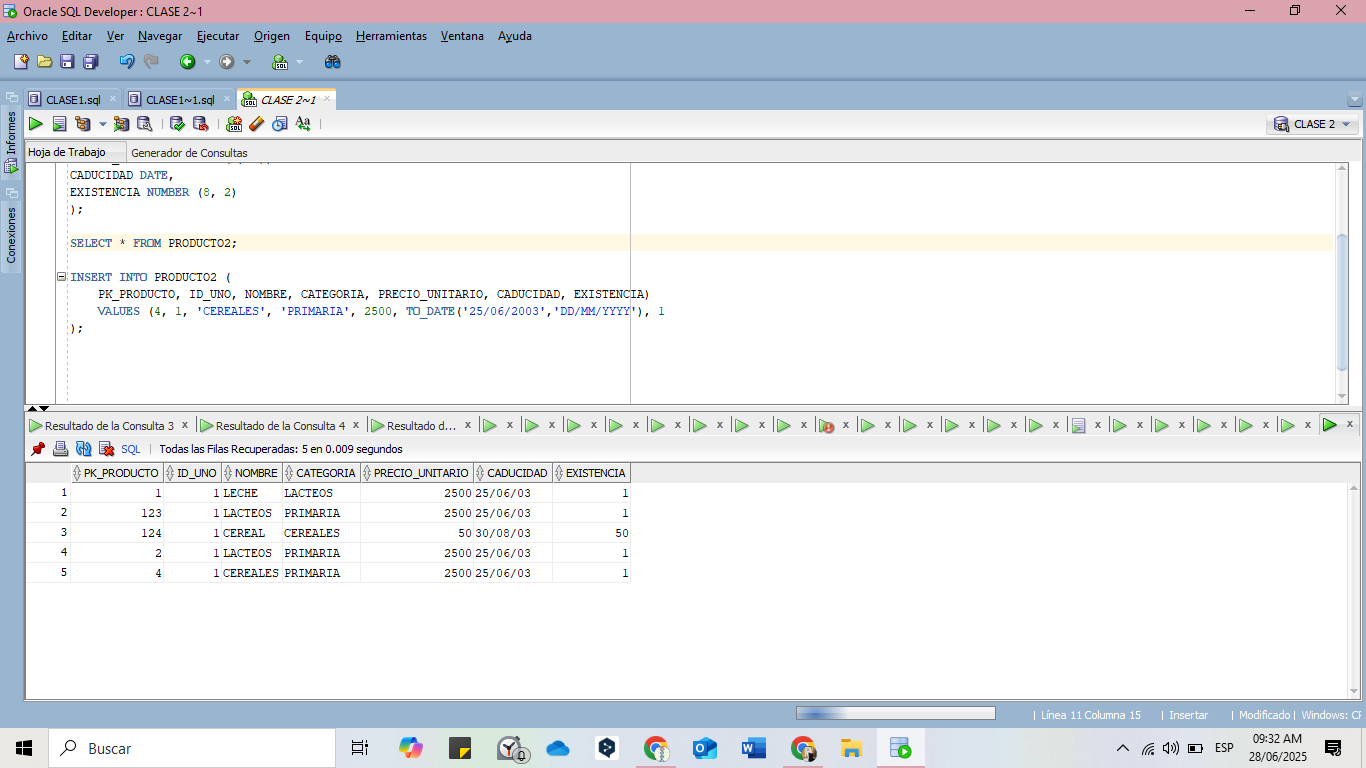 Oracle SQL Developer : CLASE 2~1
Archivo Editar Ver Navegar Ejecutar Origen Equipo Herramientas Ventana Ayuda
CLASE1.sql CLASE1~1.sql CLASE 2~1
CLASE 2
Informes
Conexiones
Hoja de Trabajo Generador de Consultas
CADUCIDAD DATE,
EXISTENCIA NUMBER (8, 2)
);
SELECT * FROM PRODUCTO2;
INSERT INTO PRODUCTO2 (
PK_PRODUCTO, ID_UNO, NOMBRE, CATEGORIA, PRECIO_UNITARIO, CADUCIDAD, EXISTENCIA)
VALUES (4, 1, 'CEREALES', 'PRIMARIA', 2500, TO_DATE('25/06/2003','DD/MM/YYYY'), 1
);
Resultado de la Consulta 3 x Resultado de la Consulta 4 x Resultado d... x
SQL | Todas las Filas Recuperadas: 5 en 0.009 segundos
PK_PRODUCTO ID_UNO NOMBRE CATEGORIA PRECIO_UNITARIO CADUCIDAD EXISTENCIA
1 1 1 LECHE LACTEOS 2500 25/06/03 1
2 123 1 LACTEOS PRIMARIA 2500 25/06/03 1
3 124 1 CEREAL CEREALES 50 30/08/03 50
4 2 1 LACTEOS PRIMARIA 2500 25/06/03 1
5 4 1 CEREALES PRIMARIA 2500 25/06/03 1
| Línea 11 Columna 15 | Insertar | Modificado | Windows: CF
Buscar
ESP
09:32 AM
28/06/2025